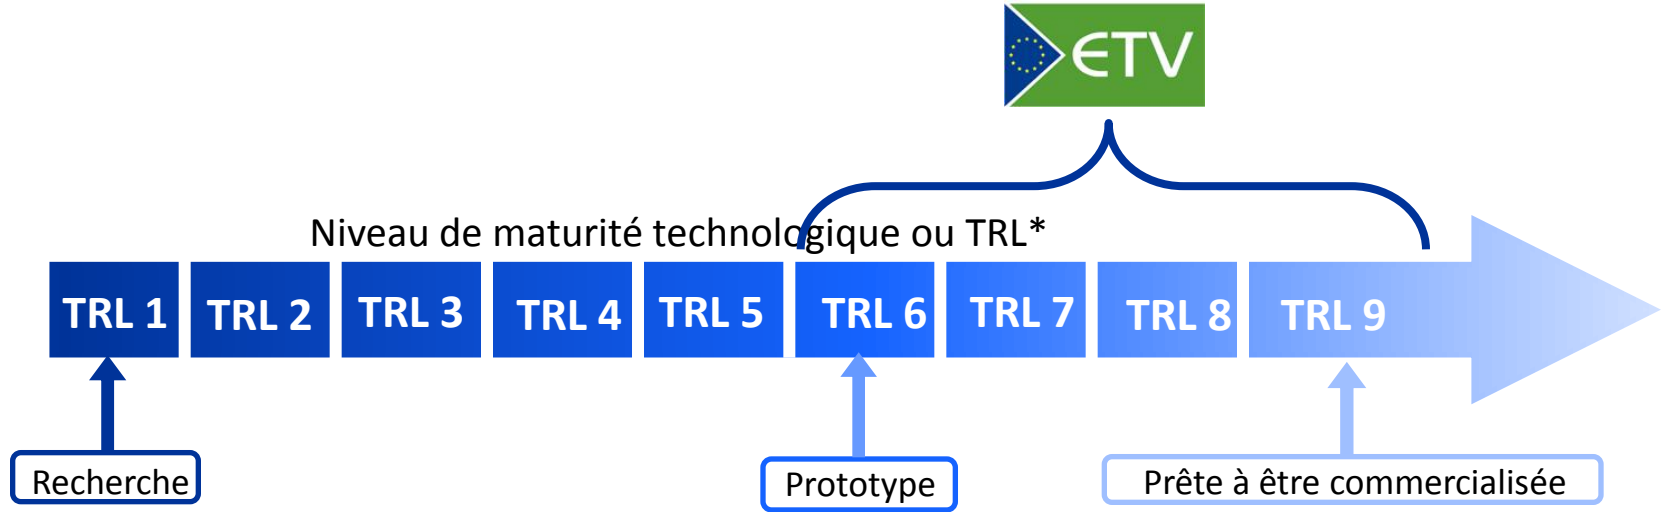 ETV
Niveau de maturité technologique ou TRL*
TRL 1 TRL 2 TRL 3 TRL 4 TRL 5 TRL 6 TRL 7 TRL 8 TRL 9
Recherche Prototype Prête à être commercialisée